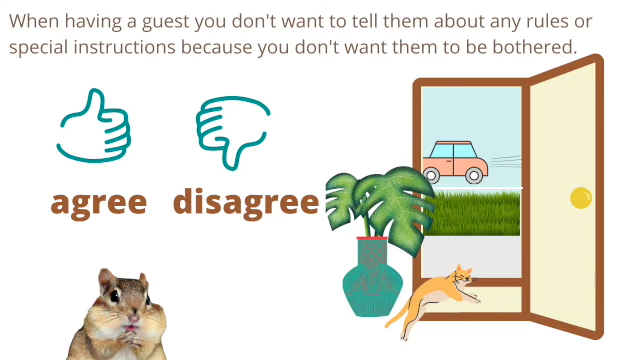 When having a guest you don't want to tell them about any rules or
special instructions because you don't want them to be bothered.
agree disagree